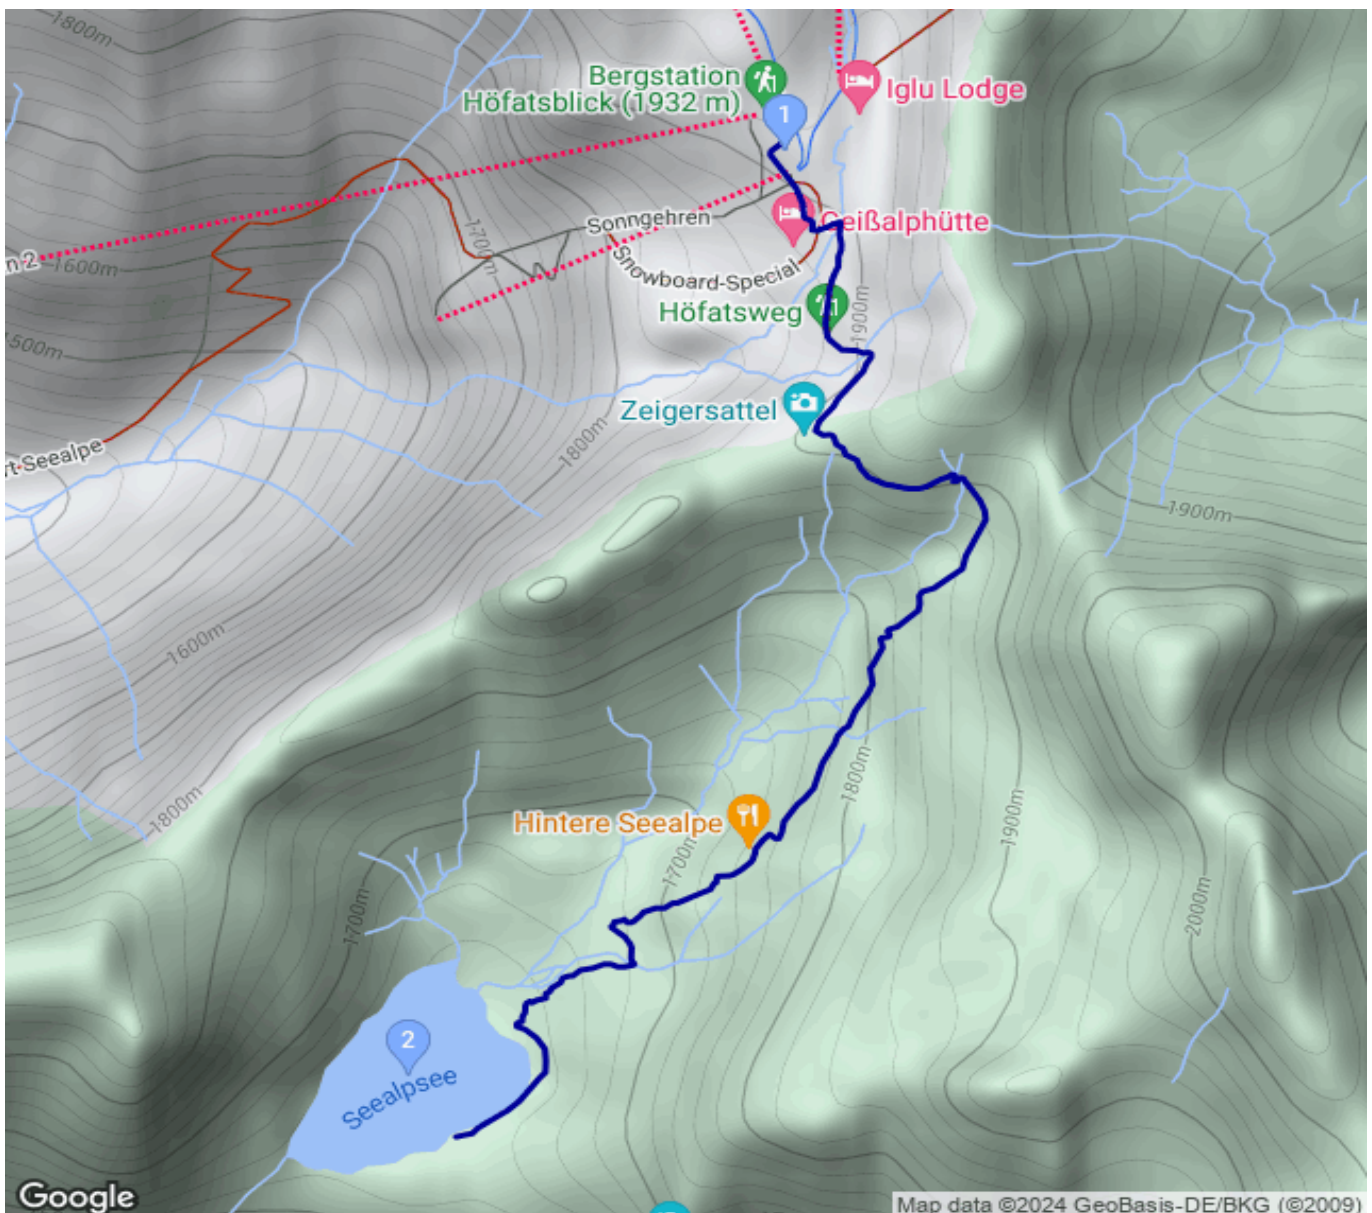 1800m
Bergstation
Höfatsblick (1932 m)
1
Iglu Lodge
Sonngehren
Geißalphütte
1700m
n 2
1600m
Snowboard-Special
Höfatsweg
1900m
1500m
Zeigersattel
1800m
rt Seealpe
1900m
1600m
1800m
1800m
1900m
Hintere Seealpe
1700m
1700m
2000m
2
Seealpsee
Google
Map data ©2024 GeoBasis-DE/BKG (©2009)